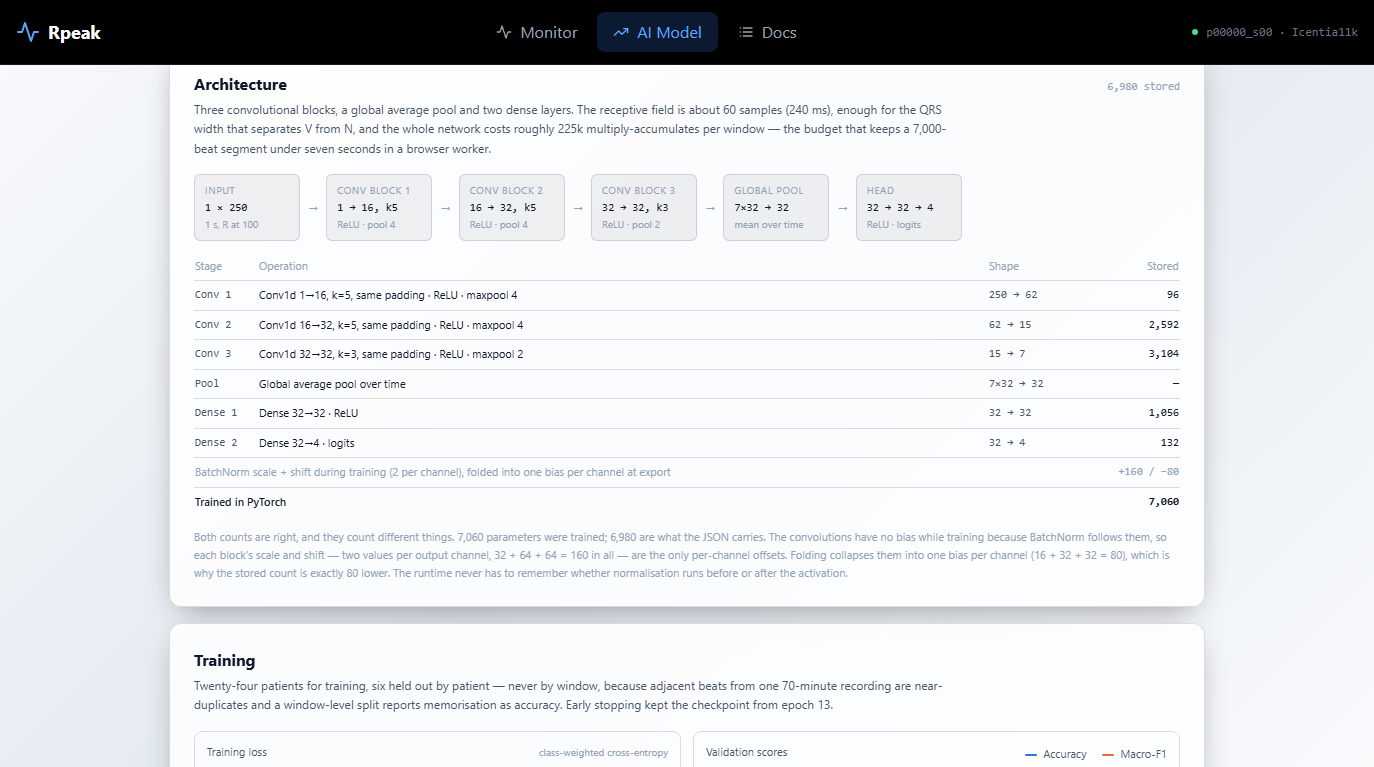 Rpeak
Monitor
AI Model
Docs
p00000_s00 · Icentia11k
Architecture
6,980 stored
Three convolutional blocks, a global average pool and two dense layers. The receptive field is about 60 samples (240 ms), enough for the QRS
width that separates V from N, and the whole network costs roughly 225k multiply-accumulates per window — the budget that keeps a 7,000-
beat segment under seven seconds in a browser worker.
INPUT
1 × 250
1 s, R at 100
→
CONV BLOCK 1
1 → 16, k5
ReLU · pool 4
→
CONV BLOCK 2
16 → 32, k5
ReLU · pool 4
→
CONV BLOCK 3
32 → 32, k3
ReLU · pool 2
→
GLOBAL POOL
7×32 → 32
mean over time
→
HEAD
32 → 32 → 4
ReLU · logits
Stage Operation Shape Stored
Conv 1 Conv1d 1→16, k=5, same padding · ReLU · maxpool 4 250 → 62 96
Conv 2 Conv1d 16→32, k=5, same padding · ReLU · maxpool 4 62 → 15 2,592
Conv 3 Conv1d 32→32, k=3, same padding · ReLU · maxpool 2 15 → 7 3,104
Pool Global average pool over time 7×32 → 32 —
Dense 1 Dense 32→32 · ReLU 32 → 32 1,056
Dense 2 Dense 32→4 · logits 32 → 4 132
BatchNorm scale + shift during training (2 per channel), folded into one bias per channel at export +160 / −80
Trained in PyTorch 7,060
Both counts are right, and they count different things. 7,060 parameters were trained; 6,980 are what the JSON carries. The convolutions have no bias while training because BatchNorm follows them, so
each block's scale and shift — two values per output channel, 32 + 64 + 64 = 160 in all — are the only per-channel offsets. Folding collapses them into one bias per channel (16 + 32 + 32 = 80), which is
why the stored count is exactly 80 lower. The runtime never has to remember whether normalisation runs before or after the activation.
Training
Twenty-four patients for training, six held out by patient — never by window, because adjacent beats from one 70-minute recording are near-
duplicates and a window-level split reports memorisation as accuracy. Early stopping kept the checkpoint from epoch 13.
Training loss
class-weighted cross-entropy
Validation scores
Accuracy
Macro-F1